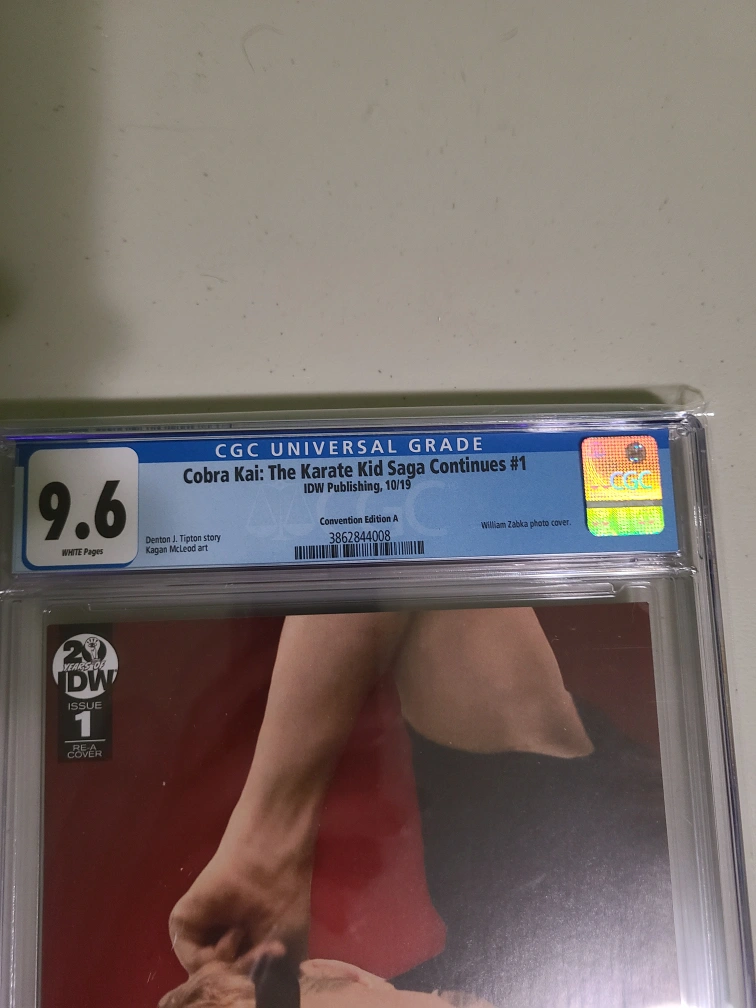 CGC UNIVERSAL GRADE
Cobra Kai: The Karate Kid Saga Continues #1
IDW Publishing, 10/19
9.6
WHITE Pages
Convention Edition A
Denton J. Tipton story
Kagan McLeod art
3862844008
William Zabka photo cover.
CGC
CGC
20
YEARS OF
IDW
ISSUE
1
RE-A
COVER